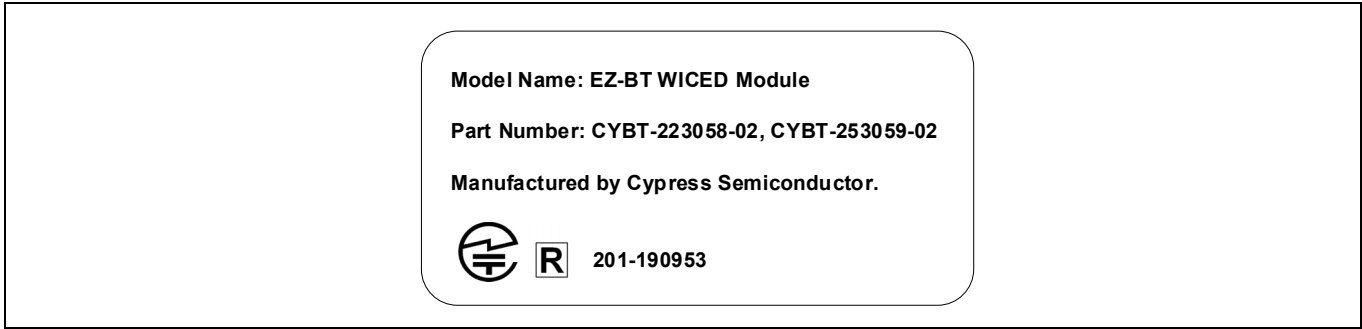 Model Name: EZ-BT WICED Module
Part Number: CYBT-223058-02, CYBT-253059-02
Manufactured by Cypress Semiconductor.
R 201-190953